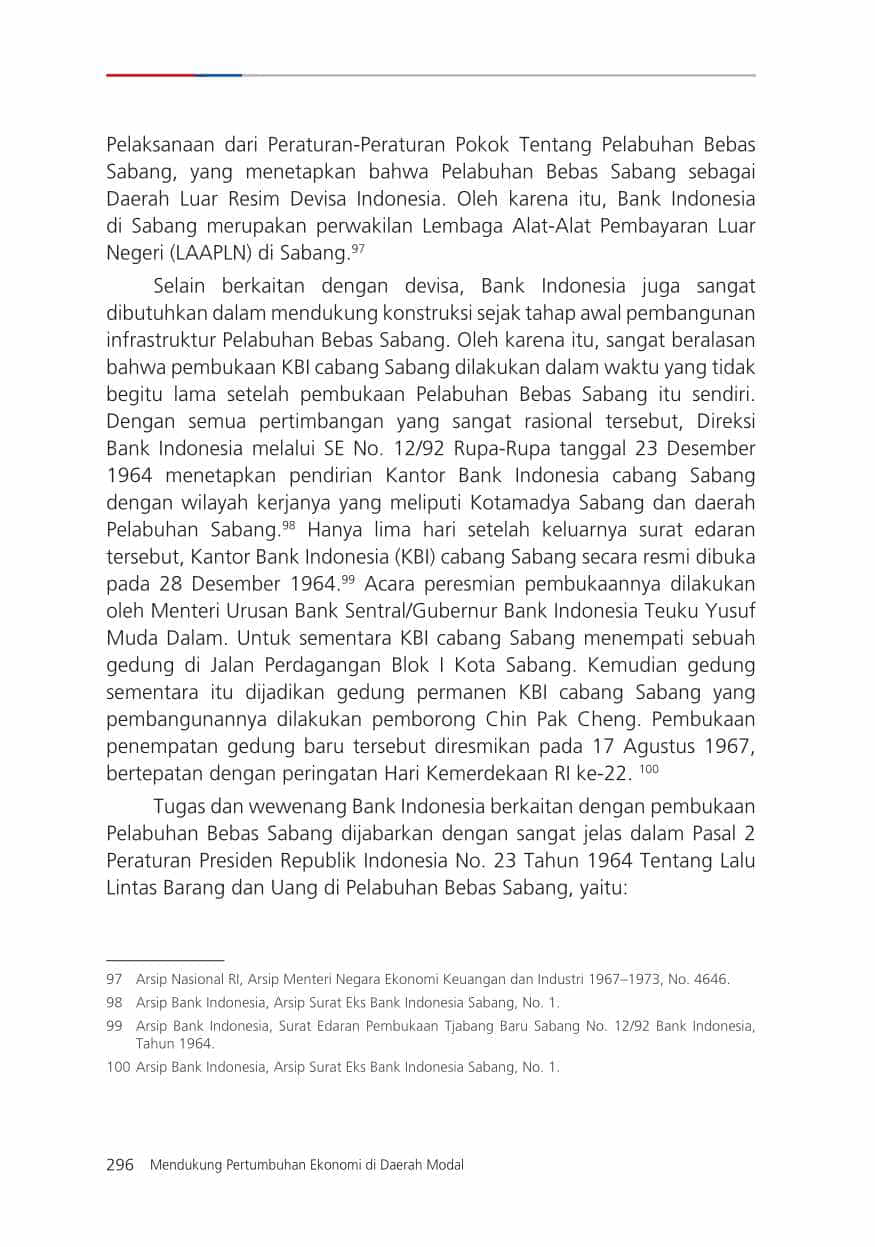 Pelaksanaan dari Peraturan-Peraturan Pokok Tentang Pelabuhan Bebas
Sabang, yang menetapkan bahwa Pelabuhan Bebas Sabang sebagai
Daerah Luar Resim Devisa Indonesia. Oleh karena itu, Bank Indonesia
di Sabang merupakan perwakilan Lembaga Alat-Alat Pembayaran Luar
Negeri (LAAPLN) di Sabang.⁹⁷
Selain berkaitan dengan devisa, Bank Indonesia juga sangat
dibutuhkan dalam mendukung konstruksi sejak tahap awal pembangunan
infrastruktur Pelabuhan Bebas Sabang. Oleh karena itu, sangat beralasan
bahwa pembukaan KBI cabang Sabang dilakukan dalam waktu yang tidak
begitu lama setelah pembukaan Pelabuhan Bebas Sabang itu sendiri.
Dengan semua pertimbangan yang sangat rasional tersebut, Direksi
Bank Indonesia melalui SE No. 12/92 Rupa-Rupa tanggal 23 Desember
1964 menetapkan pendirian Kantor Bank Indonesia cabang Sabang
dengan wilayah kerjanya yang meliputi Kotamadya Sabang dan daerah
Pelabuhan Sabang.⁹⁸ Hanya lima hari setelah keluarnya surat edaran
tersebut, Kantor Bank Indonesia (KBI) cabang Sabang secara resmi dibuka
pada 28 Desember 1964.⁹⁹ Acara peresmian pembukaannya dilakukan
oleh Menteri Urusan Bank Sentral/Gubernur Bank Indonesia Teuku Yusuf
Muda Dalam. Untuk sementara KBI cabang Sabang menempati sebuah
gedung di Jalan Perdagangan Blok I Kota Sabang. Kemudian gedung
sementara itu dijadikan gedung permanen KBI cabang Sabang yang
pembangunannya dilakukan pemborong Chin Pak Cheng. Pembukaan
penempatan gedung baru tersebut diresmikan pada 17 Agustus 1967,
bertepatan dengan peringatan Hari Kemerdekaan RI ke-22. ¹⁰⁰
Tugas dan wewenang Bank Indonesia berkaitan dengan pembukaan
Pelabuhan Bebas Sabang dijabarkan dengan sangat jelas dalam Pasal 2
Peraturan Presiden Republik Indonesia No. 23 Tahun 1964 Tentang Lalu
Lintas Barang dan Uang di Pelabuhan Bebas Sabang, yaitu:
97 Arsip Nasional RI, Arsip Menteri Negara Ekonomi Keuangan dan Industri 1967–1973, No. 4646.
98 Arsip Bank Indonesia, Arsip Surat Eks Bank Indonesia Sabang, No. 1.
99 Arsip Bank Indonesia, Surat Edaran Pembukaan Tjabang Baru Sabang No. 12/92 Bank Indonesia,
Tahun 1964.
100 Arsip Bank Indonesia, Arsip Surat Eks Bank Indonesia Sabang, No. 1.
296 Mendukung Pertumbuhan Ekonomi di Daerah Modal